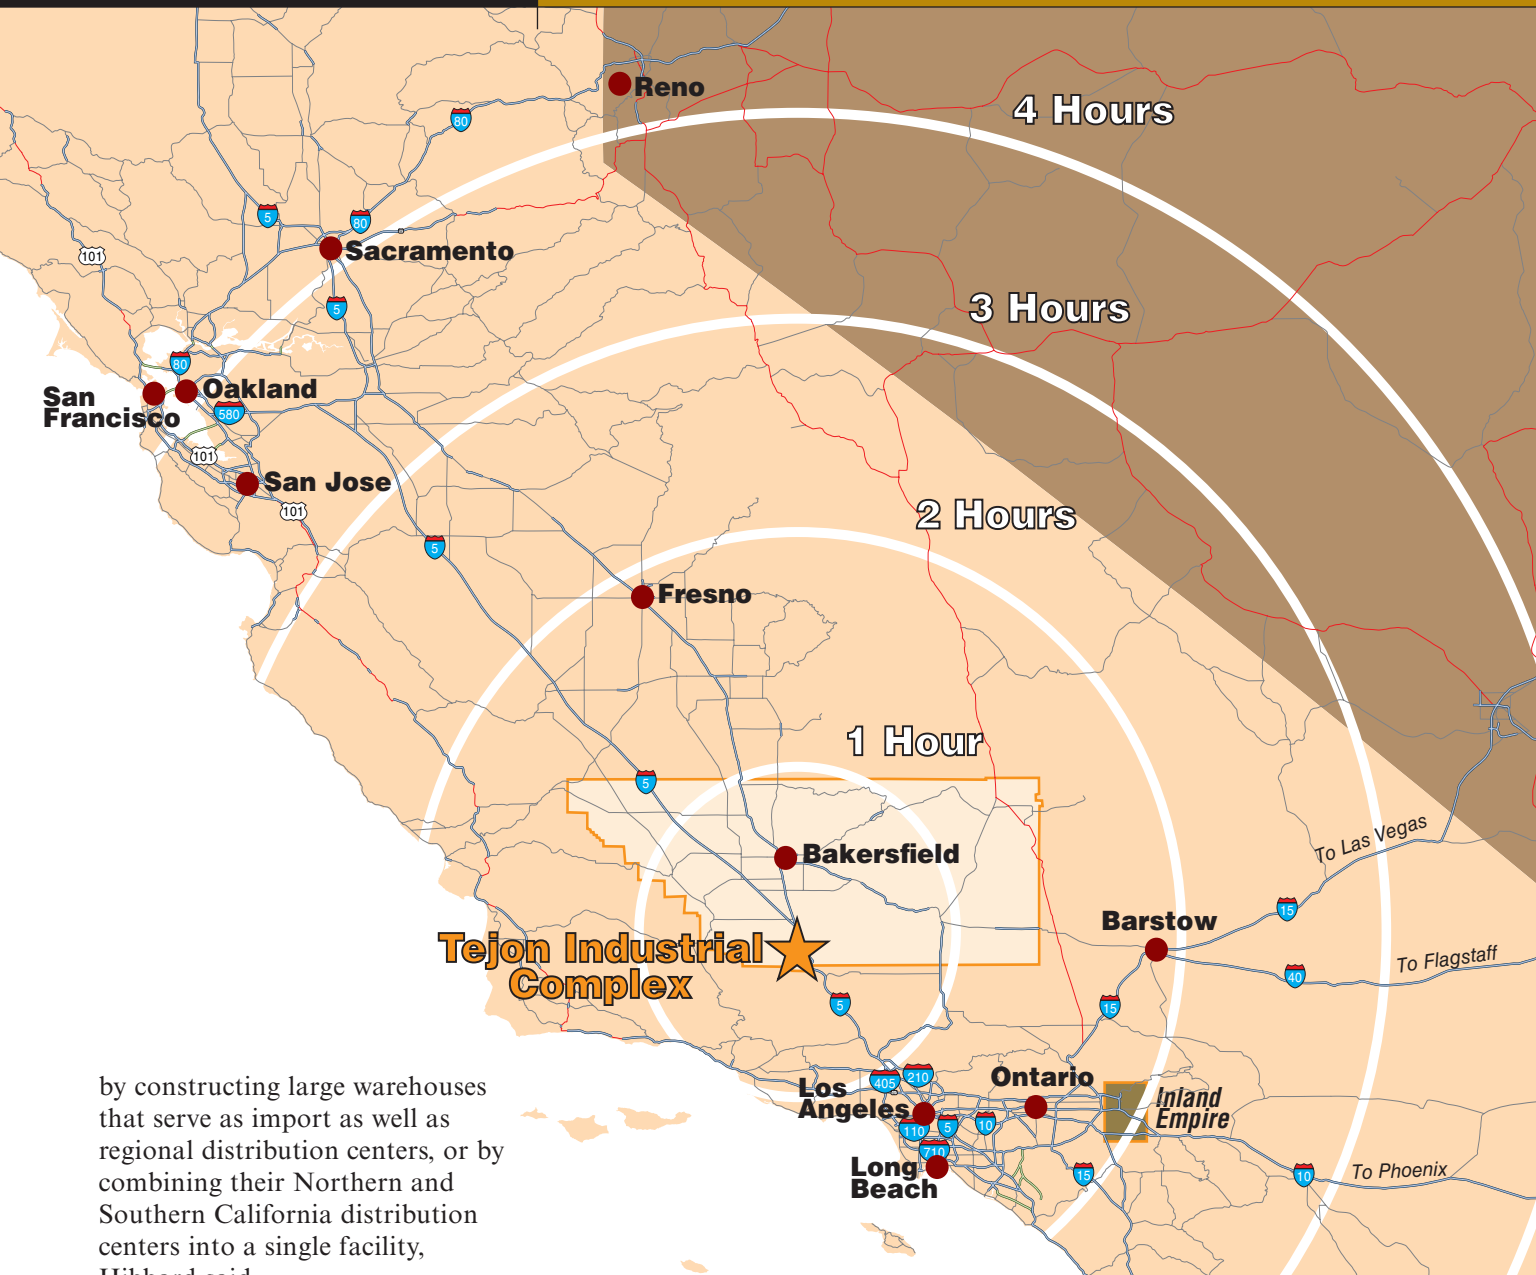 Reno
4 Hours
80
5
80
Sacramento
101
5
3 Hours
80
San
Francisco
Oakland
580
101
San Jose
101
2 Hours
5
Fresno
1 Hour
5
To Las Vegas
Bakersfield
15
Barstow
Tejon Industrial
Complex
To Flagstaff
40
5
15
405
210
Los
Angeles
Ontario
Inland
Empire
110
5
10
710
Long
Beach
15
10
To Phoenix
by constructing large warehouses
that serve as import as well as
regional distribution centers, or by
combining their Northern and
Southern California distribution
centers into a single facility,
Hibbard said